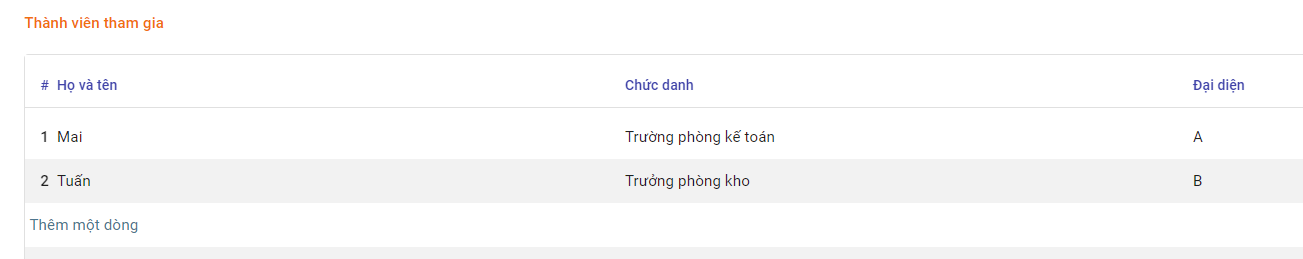 Thành viên tham gia
# Họ và tên Chức danh Đại diện
1 Mai Trường phòng kế toán A
2 Tuấn Trưởng phòng kho B
Thêm một dòng